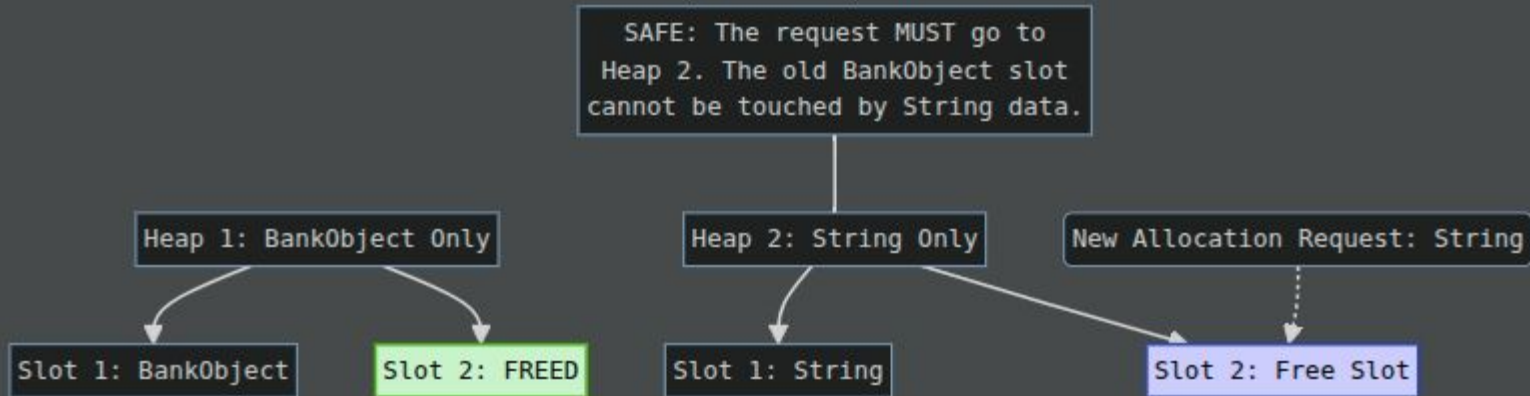 SAFE: The request MUST go to
Heap 2. The old BankObject slot
cannot be touched by String data.
Heap 1: BankObject Only
Heap 2: String Only
New Allocation Request: String
Slot 1: BankObject
Slot 2: FREED
Slot 1: String
Slot 2: Free Slot